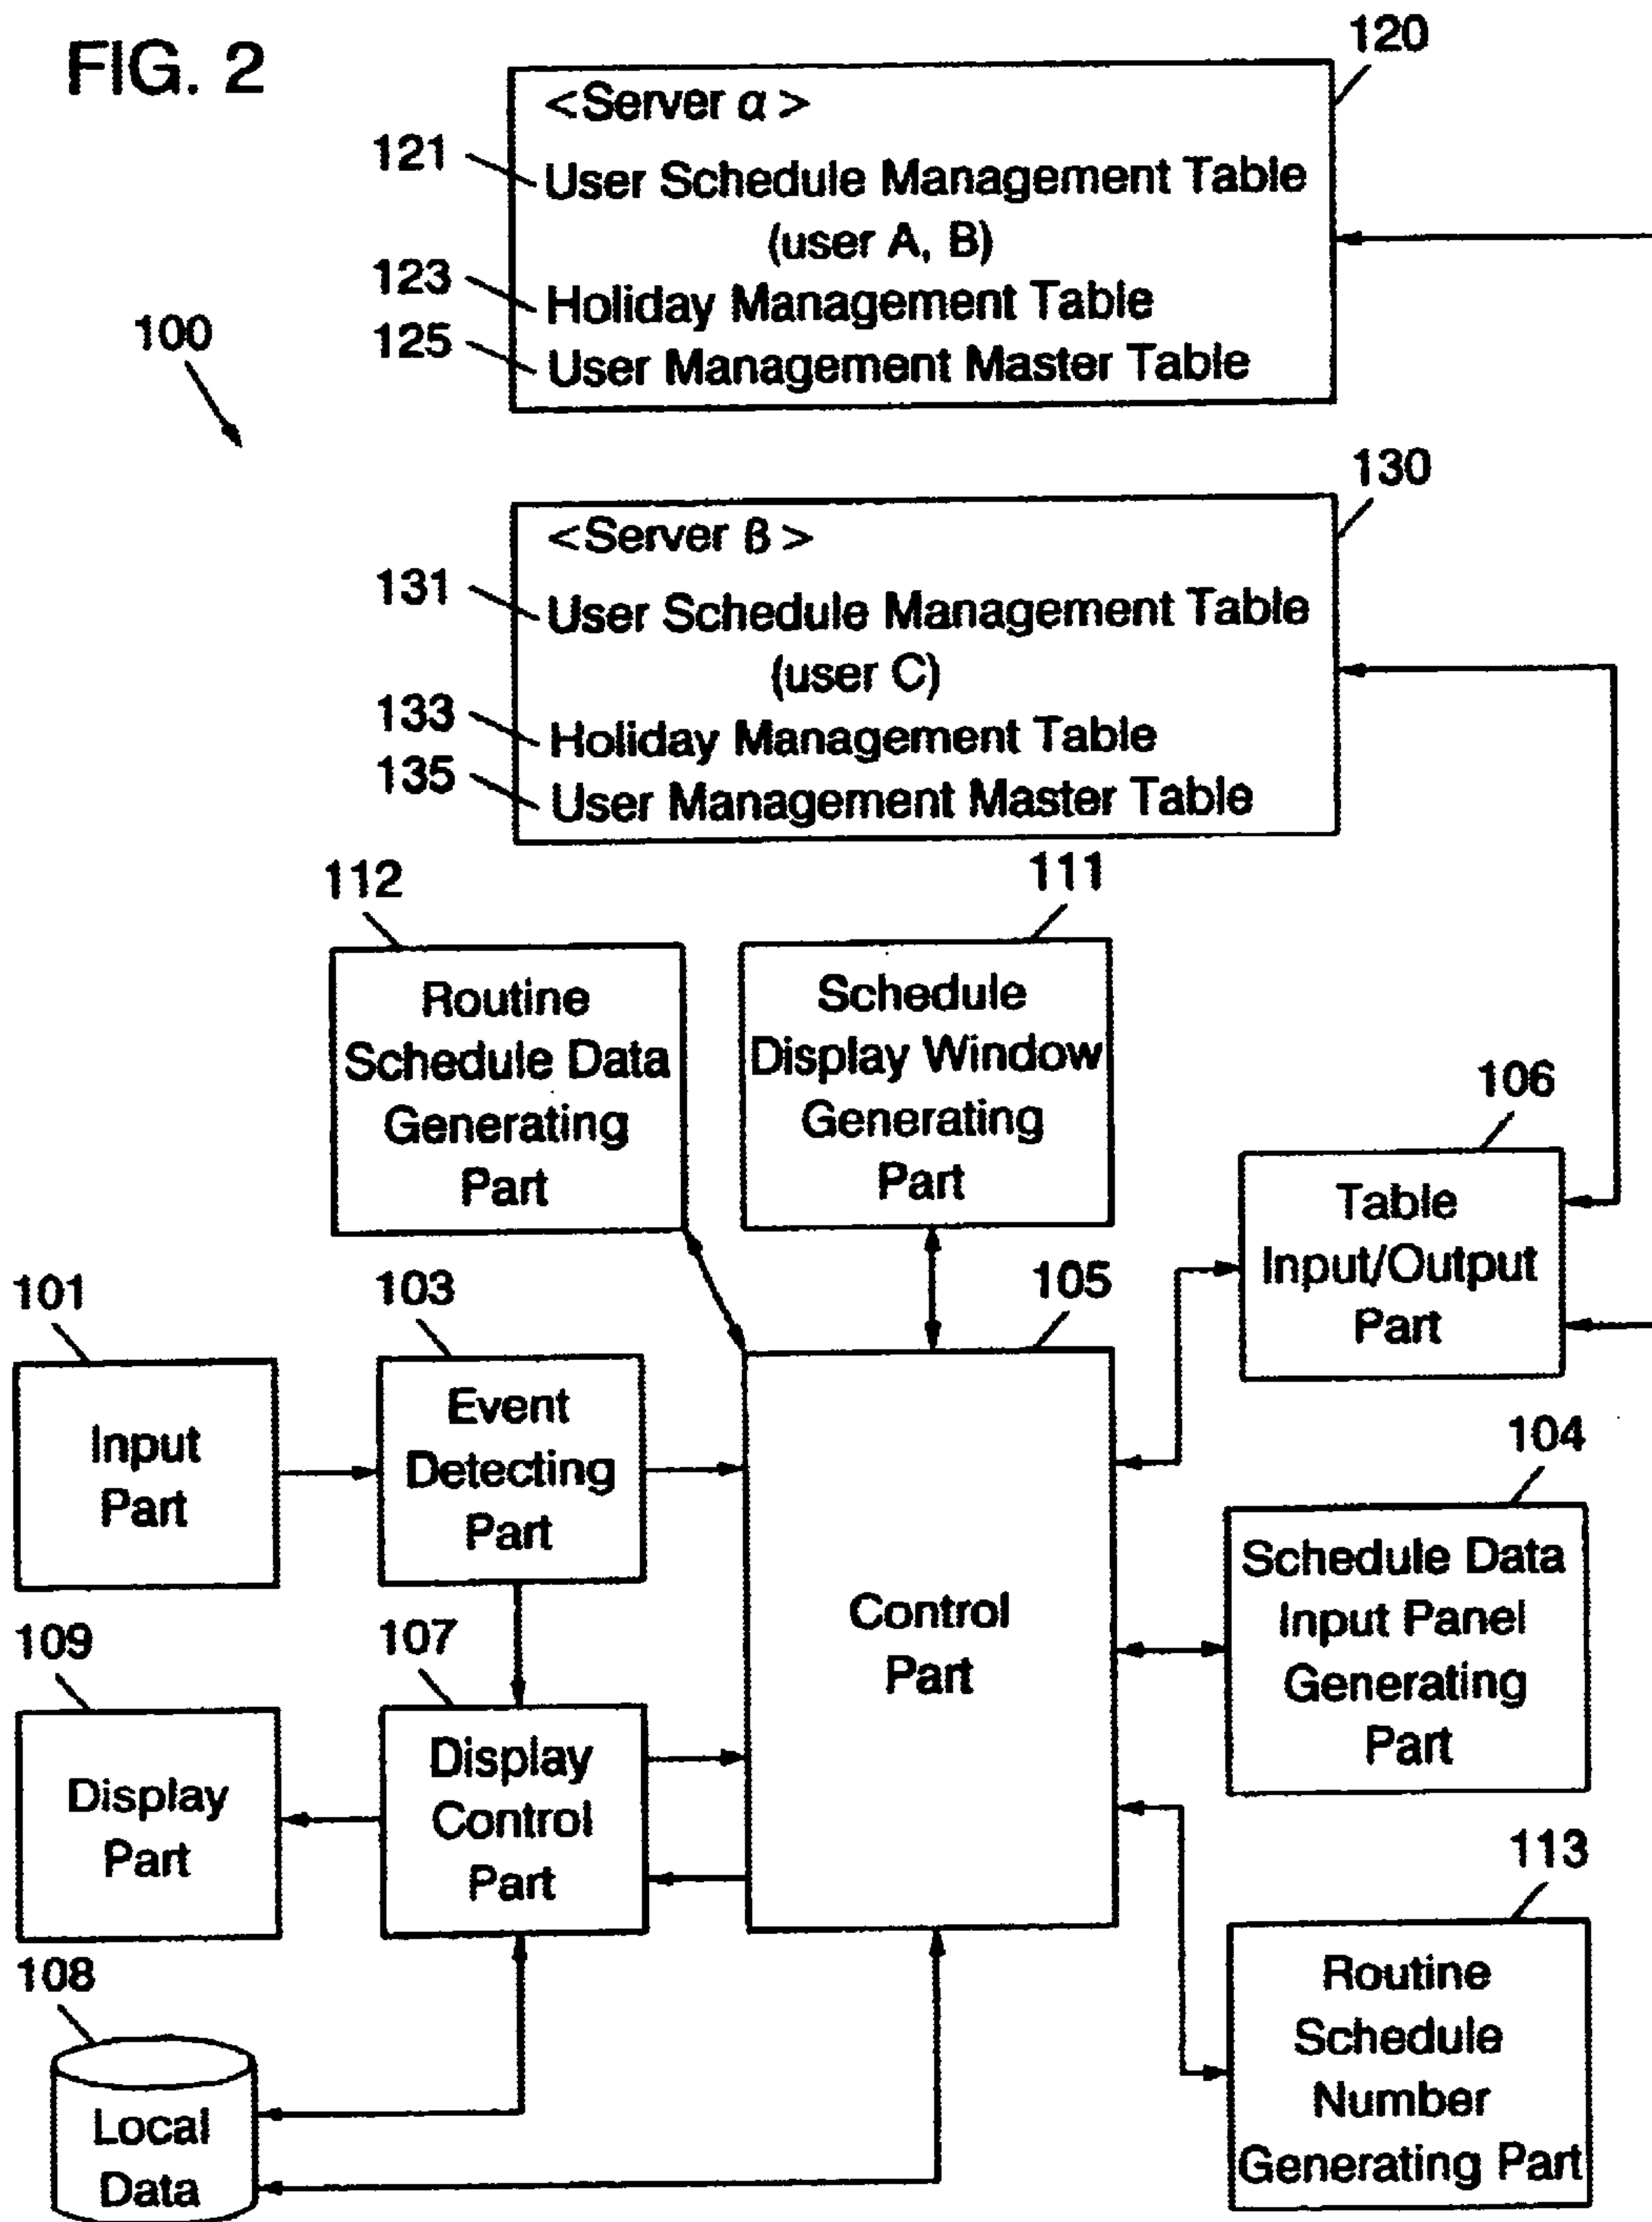 FIG. 2
120
<Server α>
121
User Schedule Management Table
(user A, B)
123
Holiday Management Table
125
User Management Master Table
100
130
<Server β>
131
User Schedule Management Table
(user C)
133
Holiday Management Table
135
User Management Master Table
112
Routine
Schedule Data
Generating
Part
111
Schedule
Display Window
Generating
Part
106
Table
Input/Output
Part
101
Input
Part
103
Event
Detecting
Part
105
Control
Part
104
Schedule Data
Input Panel
Generating
Part
109
Display
Part
107
Display
Control
Part
113
Routine
Schedule
Number
Generating Part
108
Local
Data